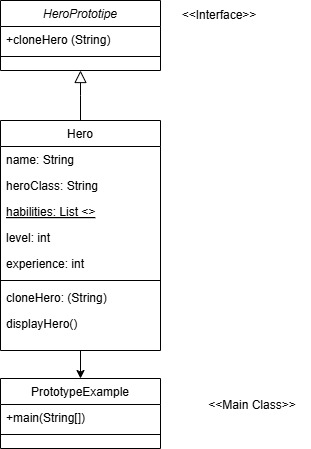 HeroPrototipe
<<Interface>>
+cloneHero (String)
Hero
name: String
heroClass: String
habilities: List <>
level: int
experience: int
cloneHero: (String)
displayHero()
PrototypeExample
<<Main Class>>
+main(String[])